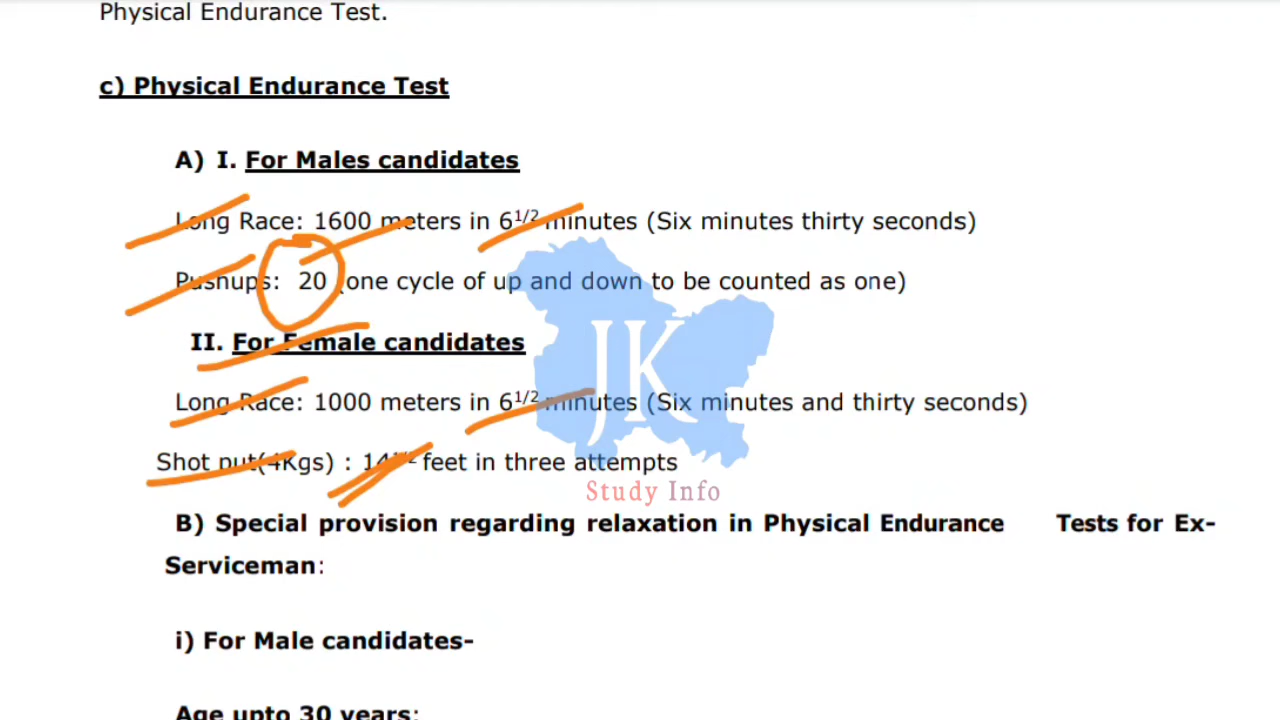 Physical Endurance Test.
c) Physical Endurance Test
A) I. For Males candidates
Long Race: 1600 meters in 6 1/2 minutes (Six minutes thirty seconds)
Pushups: 20 (one cycle of up and down to be counted as one)
II. For Female candidates
Long Race: 1000 meters in 6 1/2 minutes (Six minutes and thirty seconds)
Shot put(4Kgs) : feet in three attempts
JK
Study Info
B) Special provision regarding relaxation in Physical Endurance Tests for Ex-
Serviceman:
i) For Male candidates-
Age upto 30 years: